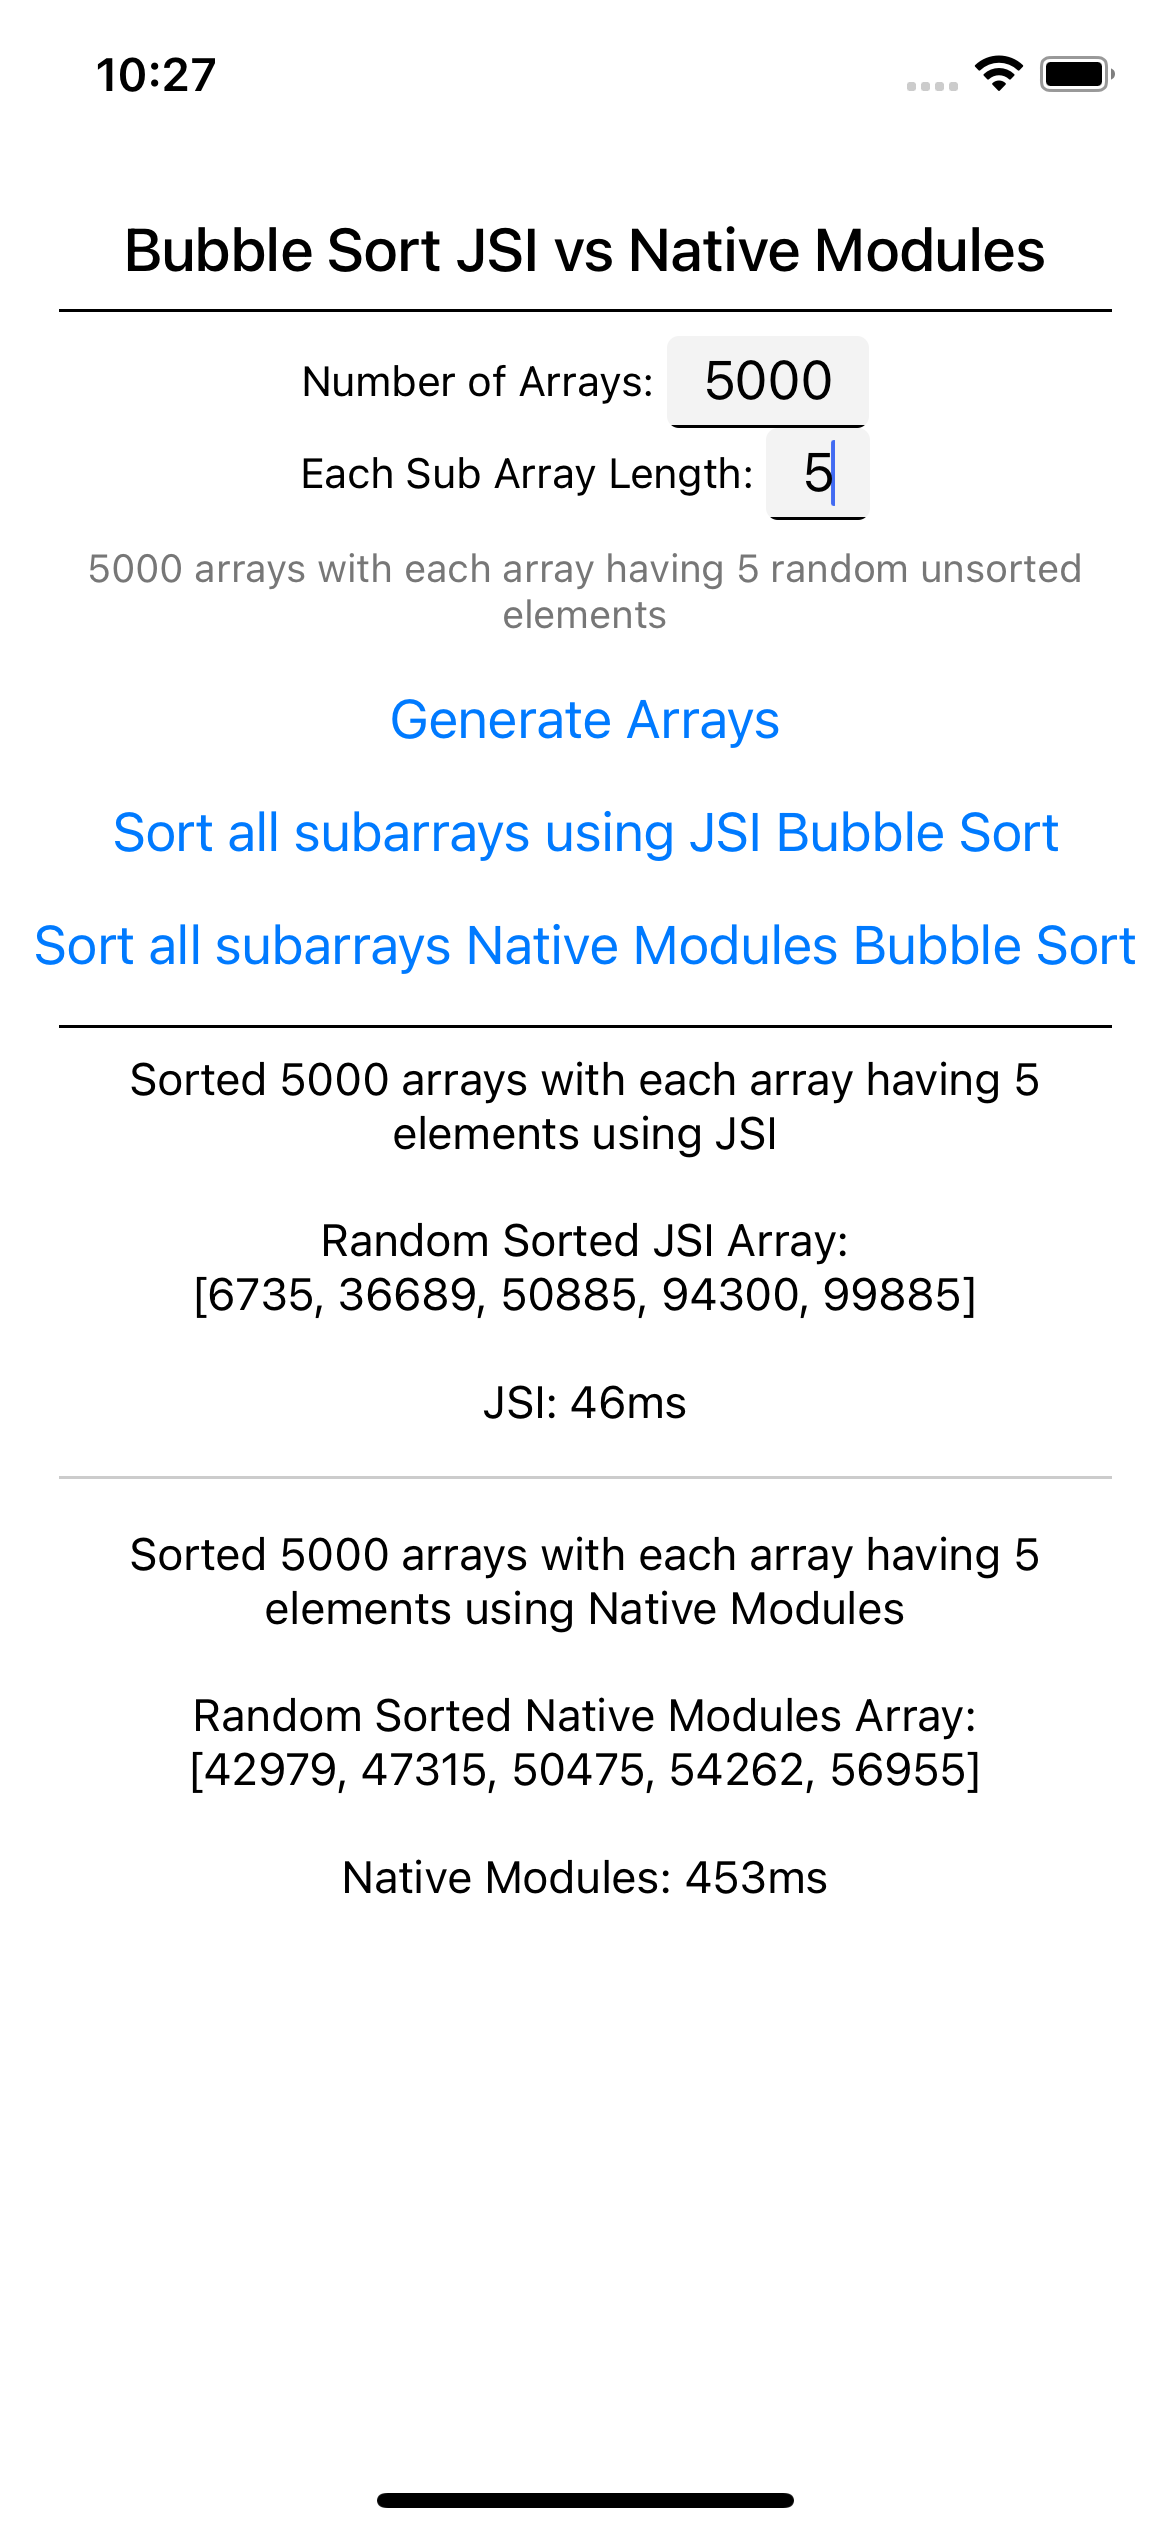 10:27
Bubble Sort JSI vs Native Modules
Number of Arrays: 5000
Each Sub Array Length: 5
5000 arrays with each array having 5 random unsorted
elements
Generate Arrays
Sort all subarrays using JSI Bubble Sort
Sort all subarrays Native Modules Bubble Sort
Sorted 5000 arrays with each array having 5
elements using JSI
Random Sorted JSI Array:
[6735, 36689, 50885, 94300, 99885]
JSI: 46ms
Sorted 5000 arrays with each array having 5
elements using Native Modules
Random Sorted Native Modules Array:
[42979, 47315, 50475, 54262, 56955]
Native Modules: 453ms